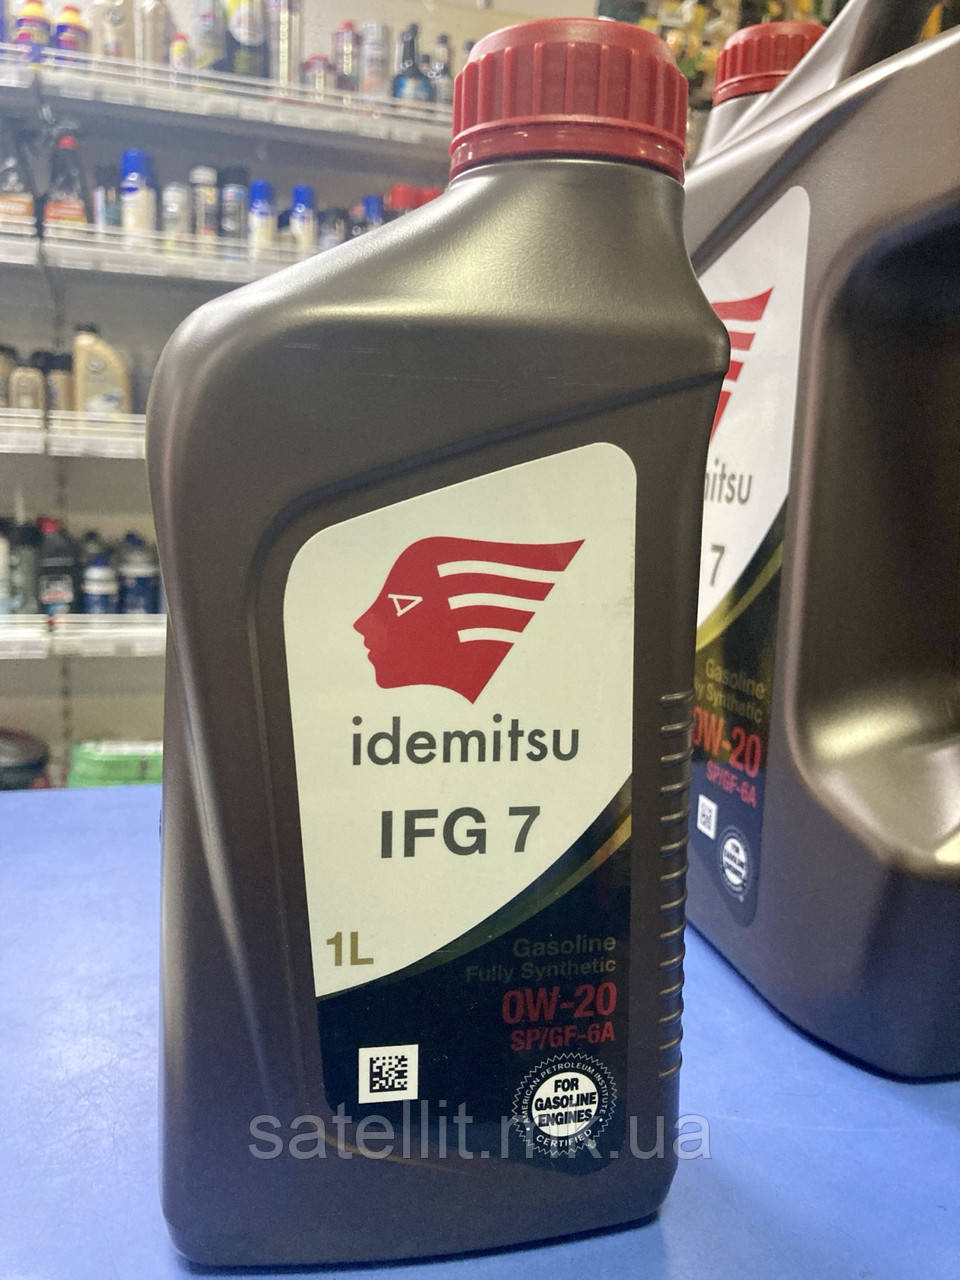 idemitsu
IFG 7
1L
Gasoline
Fully Synthetic
0W-20
SP/GF-6A
AMERICAN PETROLEUM INSTITUTE
FOR
GASOLINE
ENGINES
CERTIFIED
itsu
7
Gasoline
Synthetic
0W-20
SP/GF-6A
satellit.mk.ua